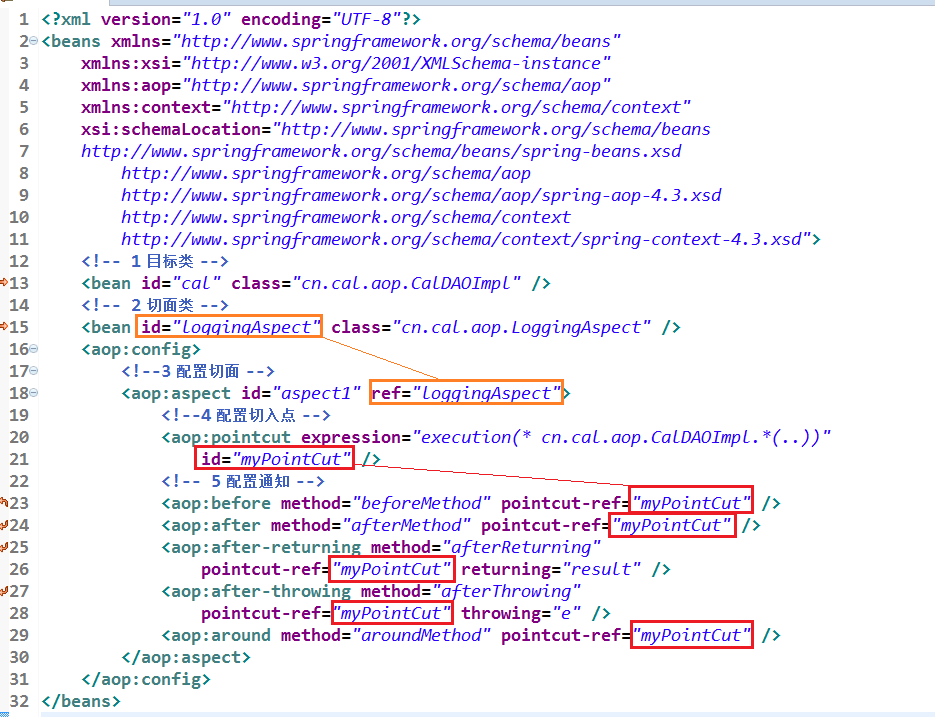 1 <?xml version="1.0" encoding="UTF-8"?>
2 <beans xmlns="http://www.springframework.org/schema/beans"
3 xmlns:xsi="http://www.w3.org/2001/XMLSchema-instance"
4 xmlns:aop="http://www.springframework.org/schema/aop"
5 xmlns:context="http://www.springframework.org/schema/context"
6 xsi:schemaLocation="http://www.springframework.org/schema/beans
7 http://www.springframework.org/schema/beans/spring-beans.xsd
8 http://www.springframework.org/schema/aop
9 http://www.springframework.org/schema/aop/spring-aop-4.3.xsd
10 http://www.springframework.org/schema/context
11 http://www.springframework.org/schema/context/spring-context-4.3.xsd">
12 <!-- 1 目标类 -->
13 <bean id="cal" class="cn.cal.aop.CalDAOImpl" />
14 <!-- 2 切面类 -->
15 <bean id="loggingAspect" class="cn.cal.aop.LoggingAspect" />
16 <aop:config>
17 <!--3 配置切面 -->
18 <aop:aspect id="aspect1" ref="loggingAspect">
19 <!--4 配置切入点 -->
20 <aop:pointcut expression="execution(* cn.cal.aop.CalDAOImpl.*(..))"
21 id="myPointCut" />
22 <!-- 5 配置通知 -->
23 <aop:before method="beforeMethod" pointcut-ref="myPointCut" />
24 <aop:after method="afterMethod" pointcut-ref="myPointCut" />
25 <aop:after-returning method="afterReturning"
26 pointcut-ref="myPointCut" returning="result" />
27 <aop:after-throwing method="afterThrowing"
28 pointcut-ref="myPointCut" throwing="e" />
29 <aop:around method="aroundMethod" pointcut-ref="myPointCut" />
30 </aop:aspect>
31 </aop:config>
32 </beans>